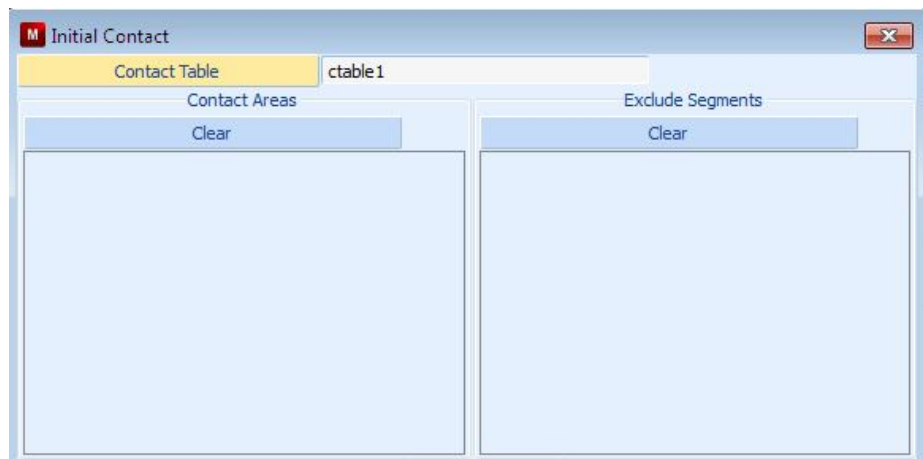 M Initial Contact
Contact Table ctable1
Contact Areas Exclude Segments
Clear Clear